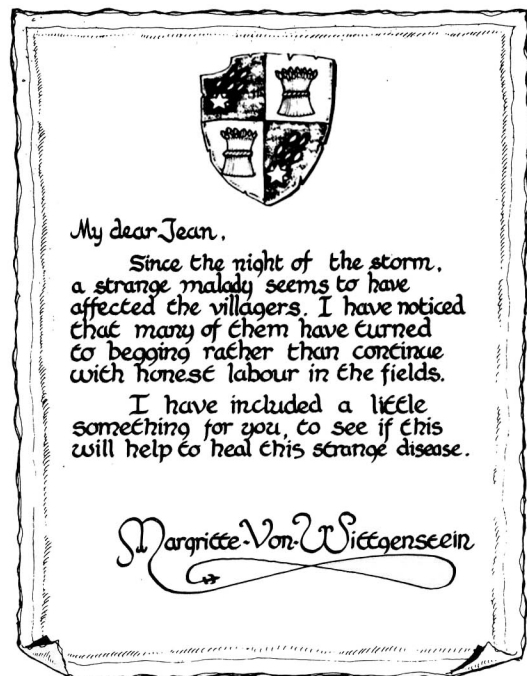 My dear Jean,
Since the night of the storm,
a strange malady seems to have
affected the villagers. I have noticed
that many of them have turned
to begging rather than continue
with honest labour in the fields.
I have included a little
something for you, to see if this
will help to heal this strange disease.
Margritte-Von-Wittgenstein